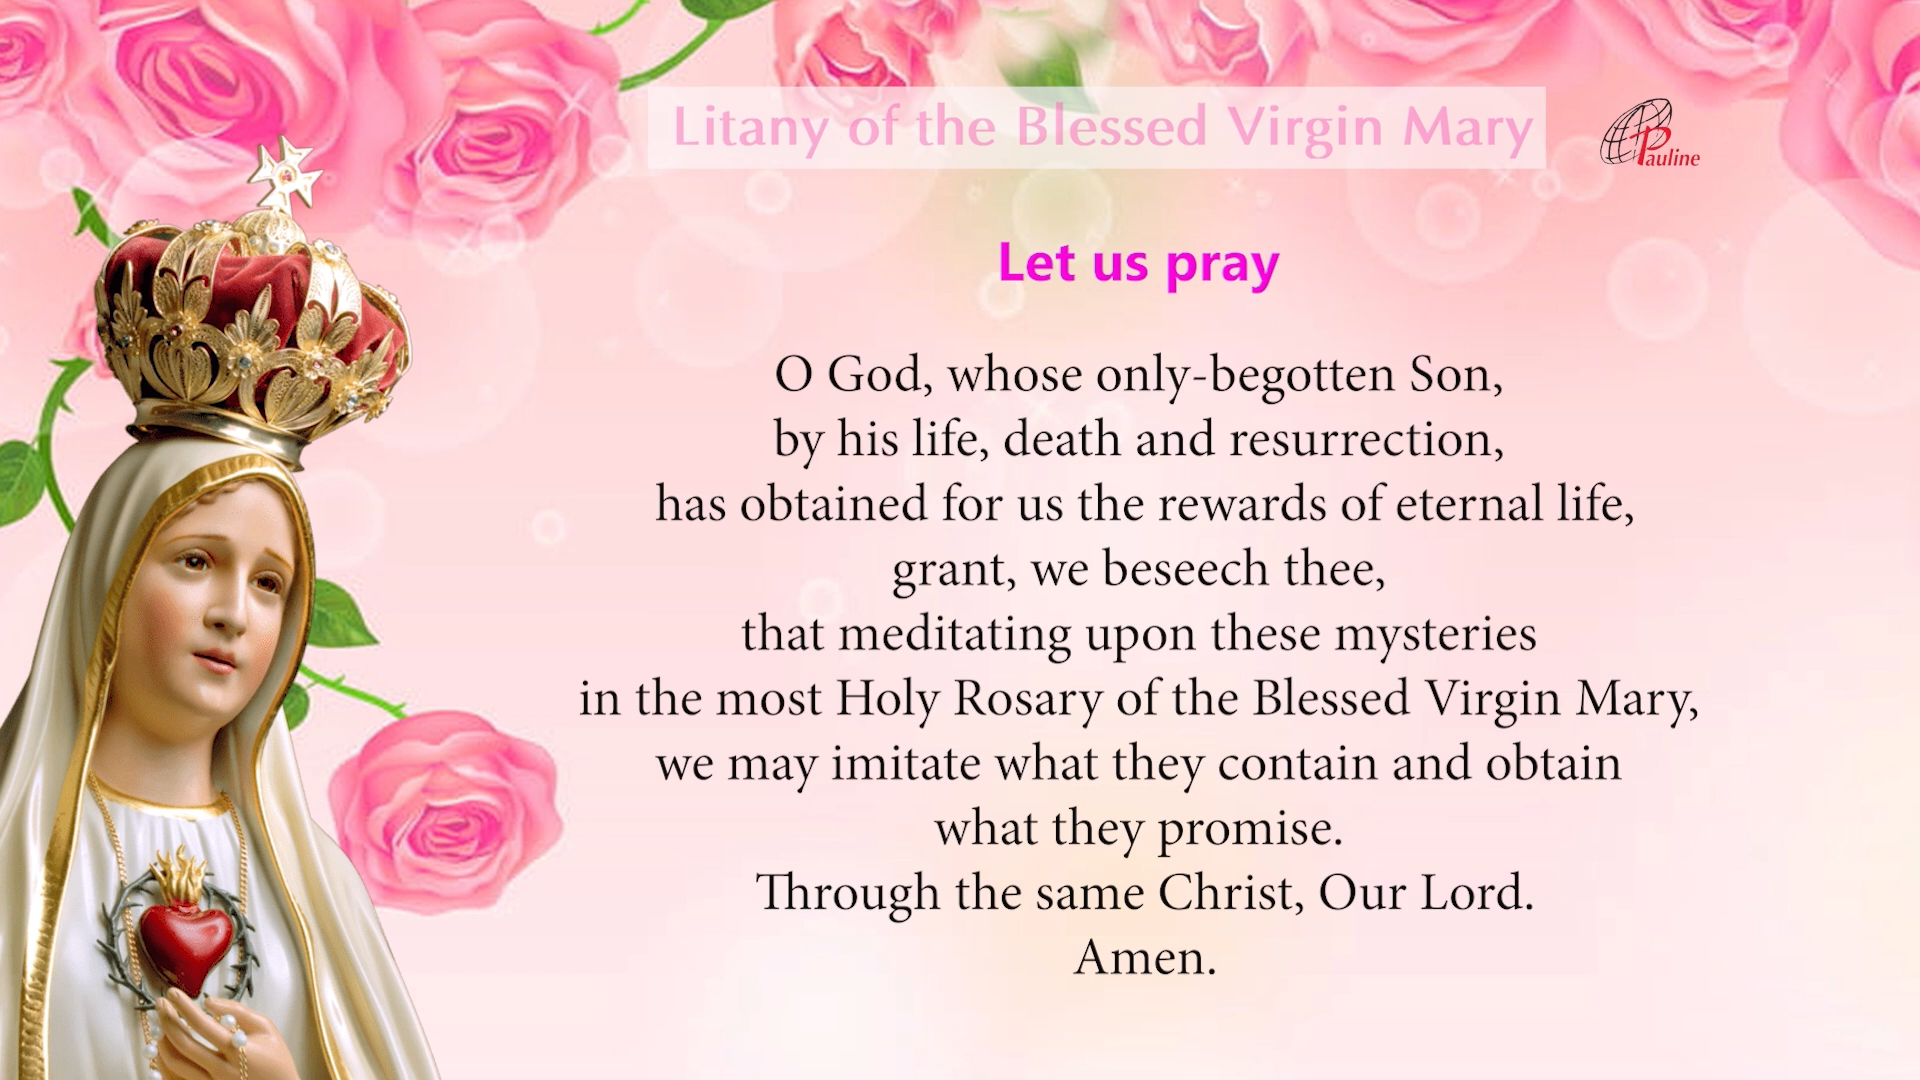 Litany of the Blessed Virgin Mary
Pauline
Let us pray
O God, whose only-begotten Son,
by his life, death and resurrection,
has obtained for us the rewards of eternal life,
grant, we beseech thee,
that meditating upon these mysteries
in the most Holy Rosary of the Blessed Virgin Mary,
we may imitate what they contain and obtain
what they promise.
Through the same Christ, Our Lord.
Amen.